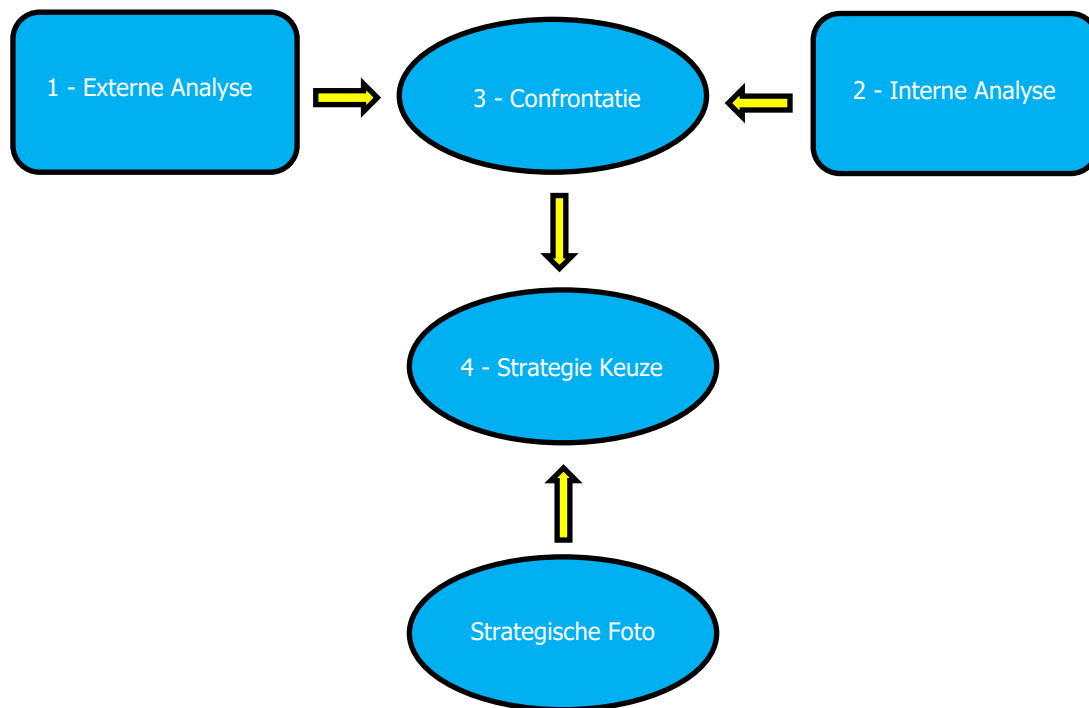 1 - Externe Analyse
3 - Confrontatie
2 - Interne Analyse
4 - Strategie Keuze
Strategische Foto